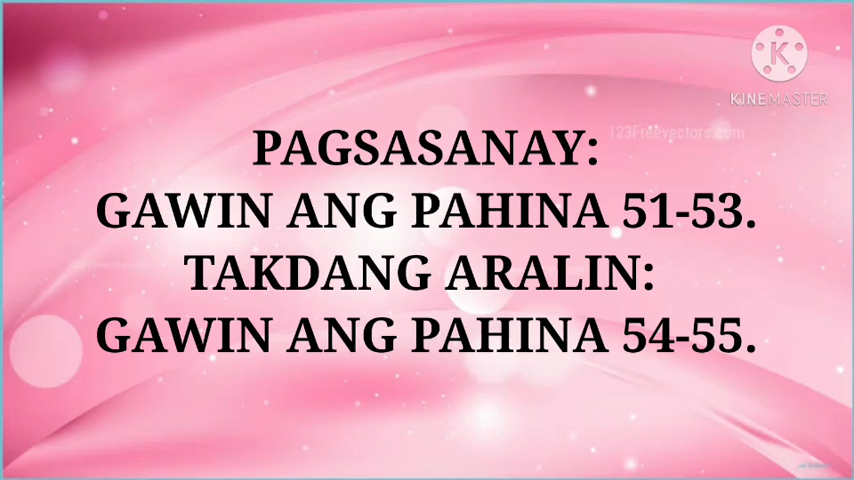 KINEMASTER
123Freevectors.com
PAGSASANAY:
GAWIN ANG PAHINA 51-53.
TAKDANG ARALIN:
GAWIN ANG PAHINA 54-55.